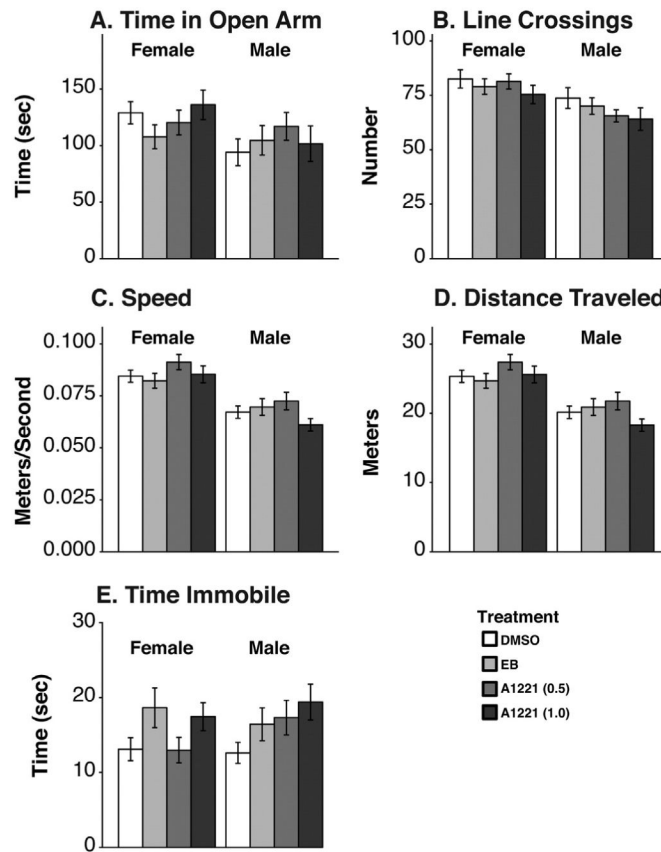 A. Time in Open Arm
Female Male
Time (sec)
150
100
50
0
B. Line Crossings
Female Male
Number
100
75
50
25
0
C. Speed
Female Male
Meters/Second
0.100
0.075
0.050
0.025
0.000
D. Distance Traveled
Female Male
Meters
30
20
10
0
E. Time Immobile
Female Male
Time (sec)
30
20
10
0
Treatment
DMSO
EB
A1221 (0.5)
A1221 (1.0)